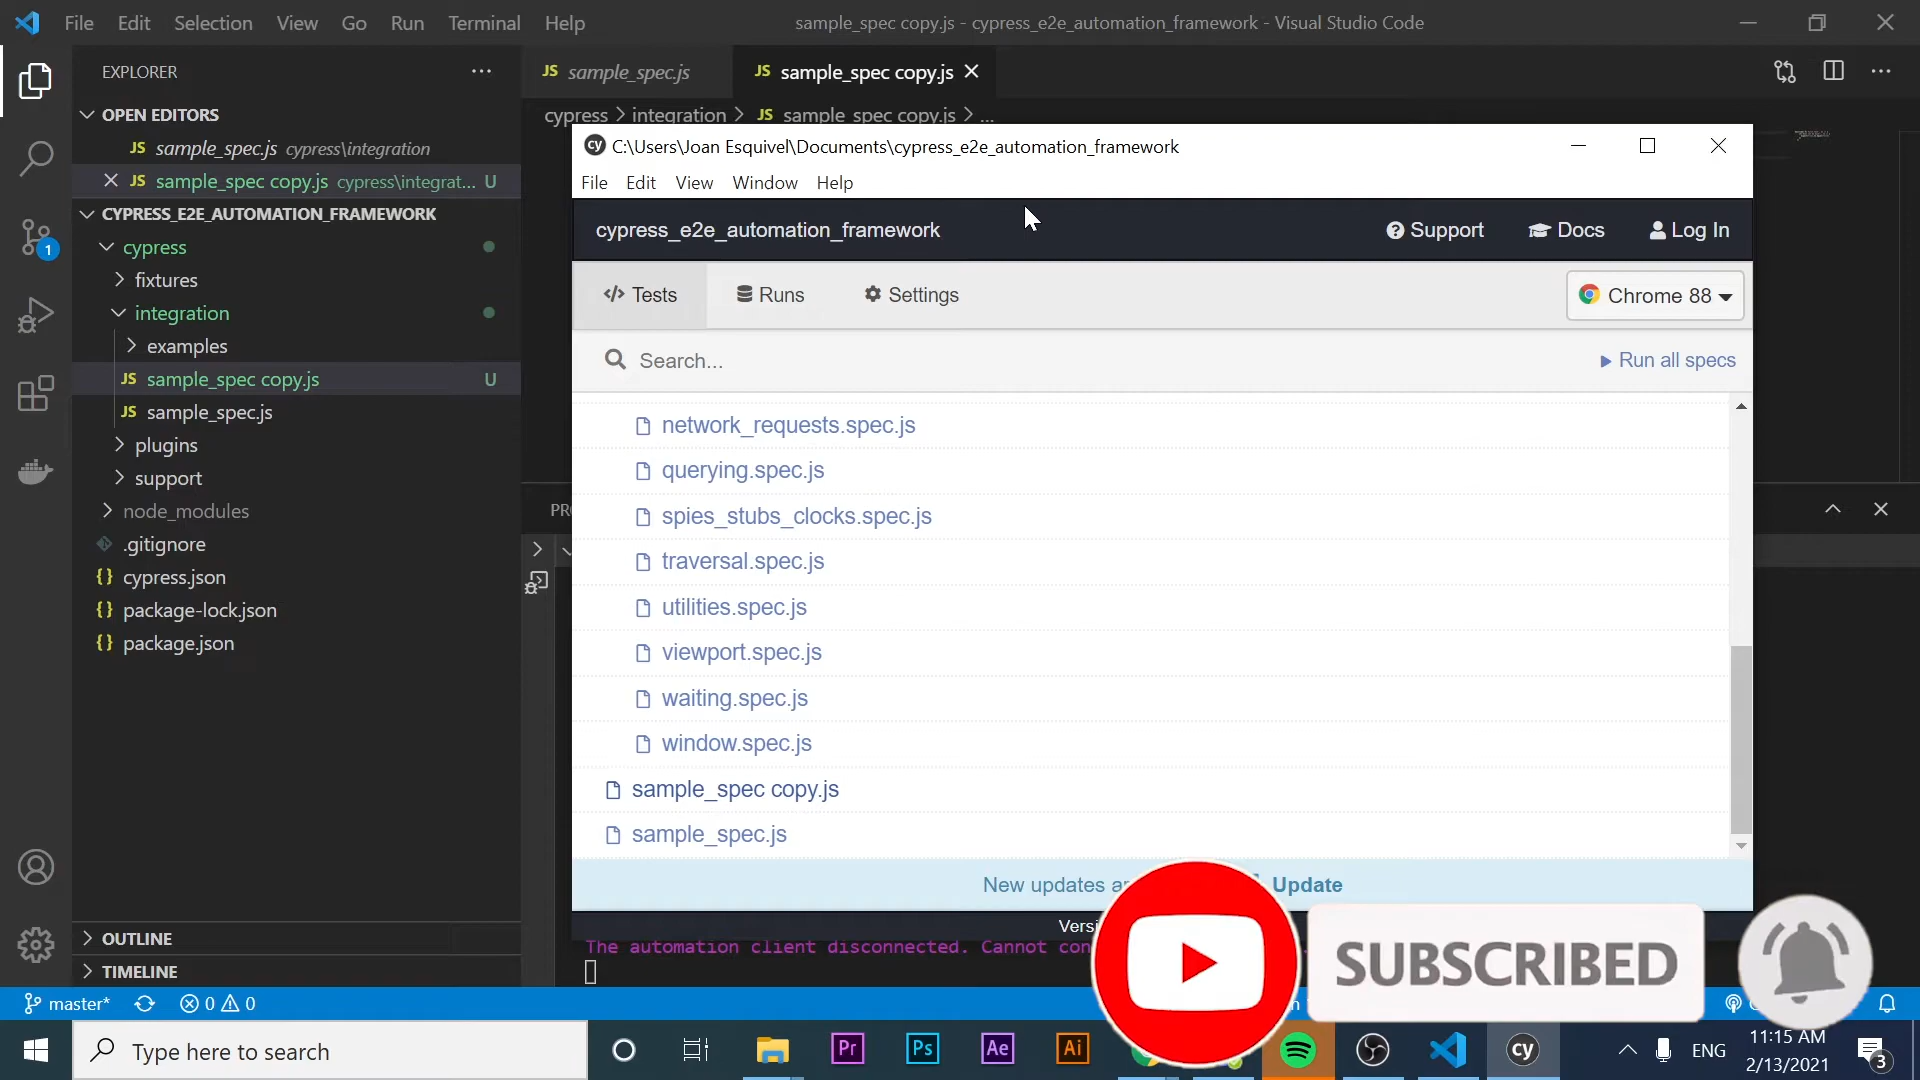 File Edit Selection View Go Run Terminal Help
sample_spec copy.js - cypress_e2e_automation_framework - Visual Studio Code
EXPLORER
JS sample_spec.js
JS sample_spec copy.js
OPEN EDITORS
cypress > integration > JS sample_spec copy.js > ...
JS sample_spec.js cypress\integration
JS sample_spec copy.js cypress\integrat... U
CYPRESS_E2E_AUTOMATION_FRAMEWORK
cypress
fixtures
integration
examples
JS sample_spec copy.js U
JS sample_spec.js
plugins
support
node_modules
.gitignore
{} cypress.json
{} package-lock.json
{} package.json
OUTLINE
TIMELINE
1
cy C:\Users\Joan Esquivel\Documents\cypress_e2e_automation_framework
File Edit View Window Help
cypress_e2e_automation_framework
Support Docs Log In
Tests Runs Settings
Chrome 88
Search...
Run all specs
network_requests.spec.js
querying.spec.js
spies_stubs_clocks.spec.js
traversal.spec.js
utilities.spec.js
viewport.spec.js
waiting.spec.js
window.spec.js
sample_spec copy.js
sample_spec.js
New updates Update
The automation client disconnected. Cannot
SUBSCRIBED
master* 0 0
Type here to search
Pr Ps Ae Ai
cy
ENG
11:15 AM
2/13/2021
3